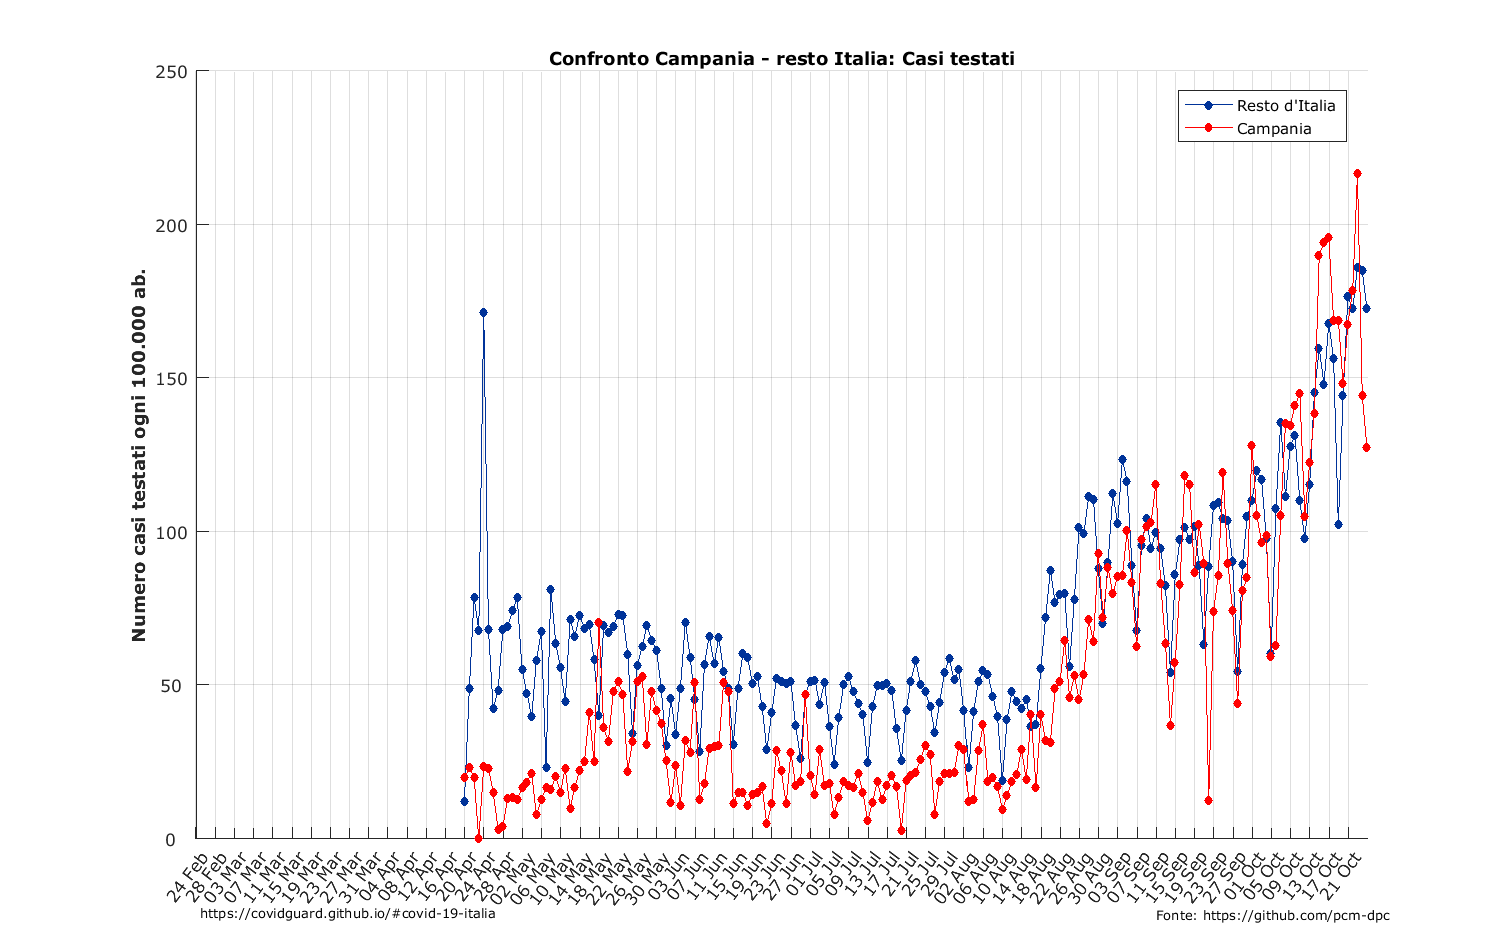 Confronto Campania - resto Italia: Casi testati
Resto d'Italia
Campania
Numero casi testati ogni 100.000 ab.
250
200
150
100
50
0
24 Feb
28 Feb
03 Mar
07 Mar
11 Mar
15 Mar
19 Mar
23 Mar
27 Mar
31 Mar
04 Apr
08 Apr
12 Apr
16 Apr
20 Apr
24 Apr
28 Apr
02 May
06 May
10 May
14 May
18 May
22 May
26 May
30 May
03 Jun
07 Jun
11 Jun
15 Jun
19 Jun
23 Jun
27 Jun
01 Jul
05 Jul
09 Jul
13 Jul
17 Jul
21 Jul
25 Jul
29 Jul
02 Aug
06 Aug
10 Aug
14 Aug
18 Aug
22 Aug
26 Aug
30 Aug
03 Sep
07 Sep
11 Sep
15 Sep
19 Sep
23 Sep
27 Sep
01 Oct
05 Oct
09 Oct
13 Oct
17 Oct
21 Oct
https://covidguard.github.io/#covid-19-italia
Fonte: https://github.com/pcm-dpc